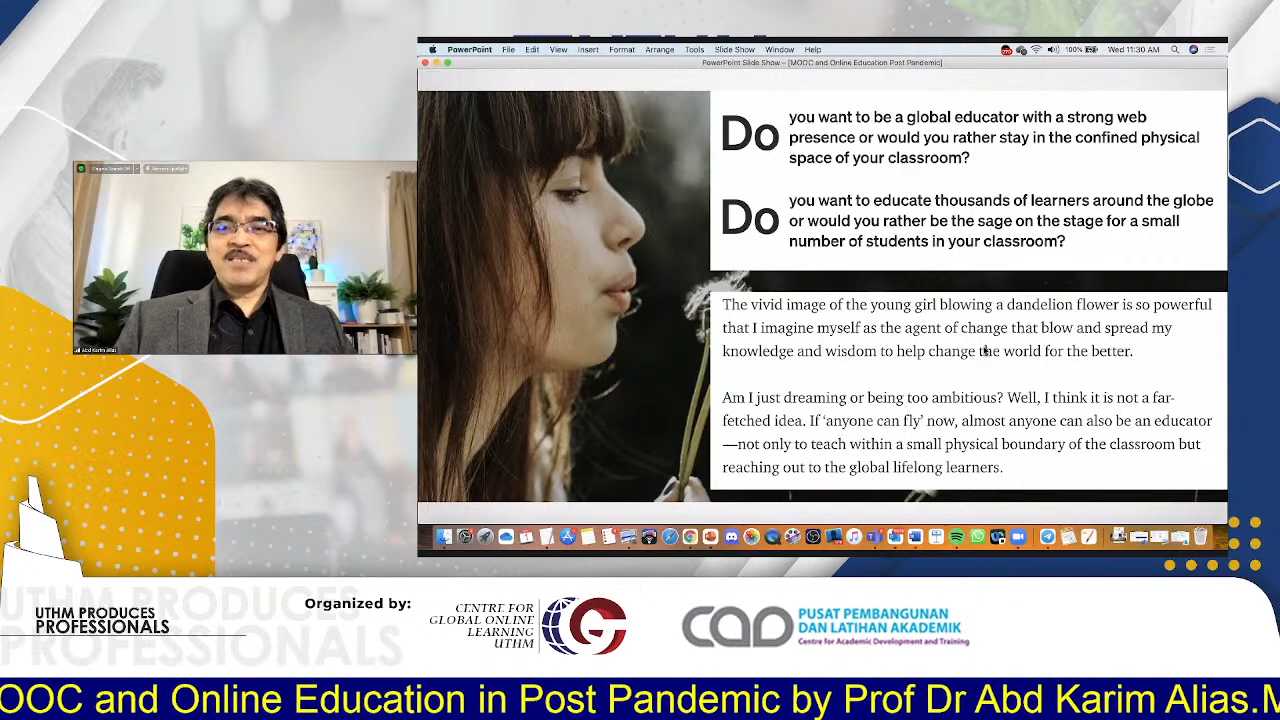 PowerPoint File Edit View Insert Format Arrange Tools Slide Show Window Help
100% Wed 11:30 AM
PowerPoint Slide Show – [MOOC and Online Education Post Pandemic]
Do you want to be a global educator with a strong web
presence or would you rather stay in the confined physical
space of your classroom?
Do you want to educate thousands of learners around the globe
or would you rather be the sage on the stage for a small
number of students in your classroom?
The vivid image of the young girl blowing a dandelion flower is so powerful
that I imagine myself as the agent of change that blow and spread my
knowledge and wisdom to help change the world for the better.
Am I just dreaming or being too ambitious? Well, I think it is not a far-
fetched idea. If ‘anyone can fly’ now, almost anyone can also be an educator
—not only to teach within a small physical boundary of the classroom but
reaching out to the global lifelong learners.
Abd Karim Alias
UTHM PRODUCES
PROFESSIONALS
UTHM PRODUCES
PROFESSIONALS
Organized by:
CENTRE FOR
GLOBAL ONLINE
LEARNING
UTHM
CAD
PUSAT PEMBANGUNAN
DAN LATIHAN AKADEMIK
Centre for Academic Development and Training
OOC and Online Education in Post Pandemic by Prof Dr Abd Karim Alias.M